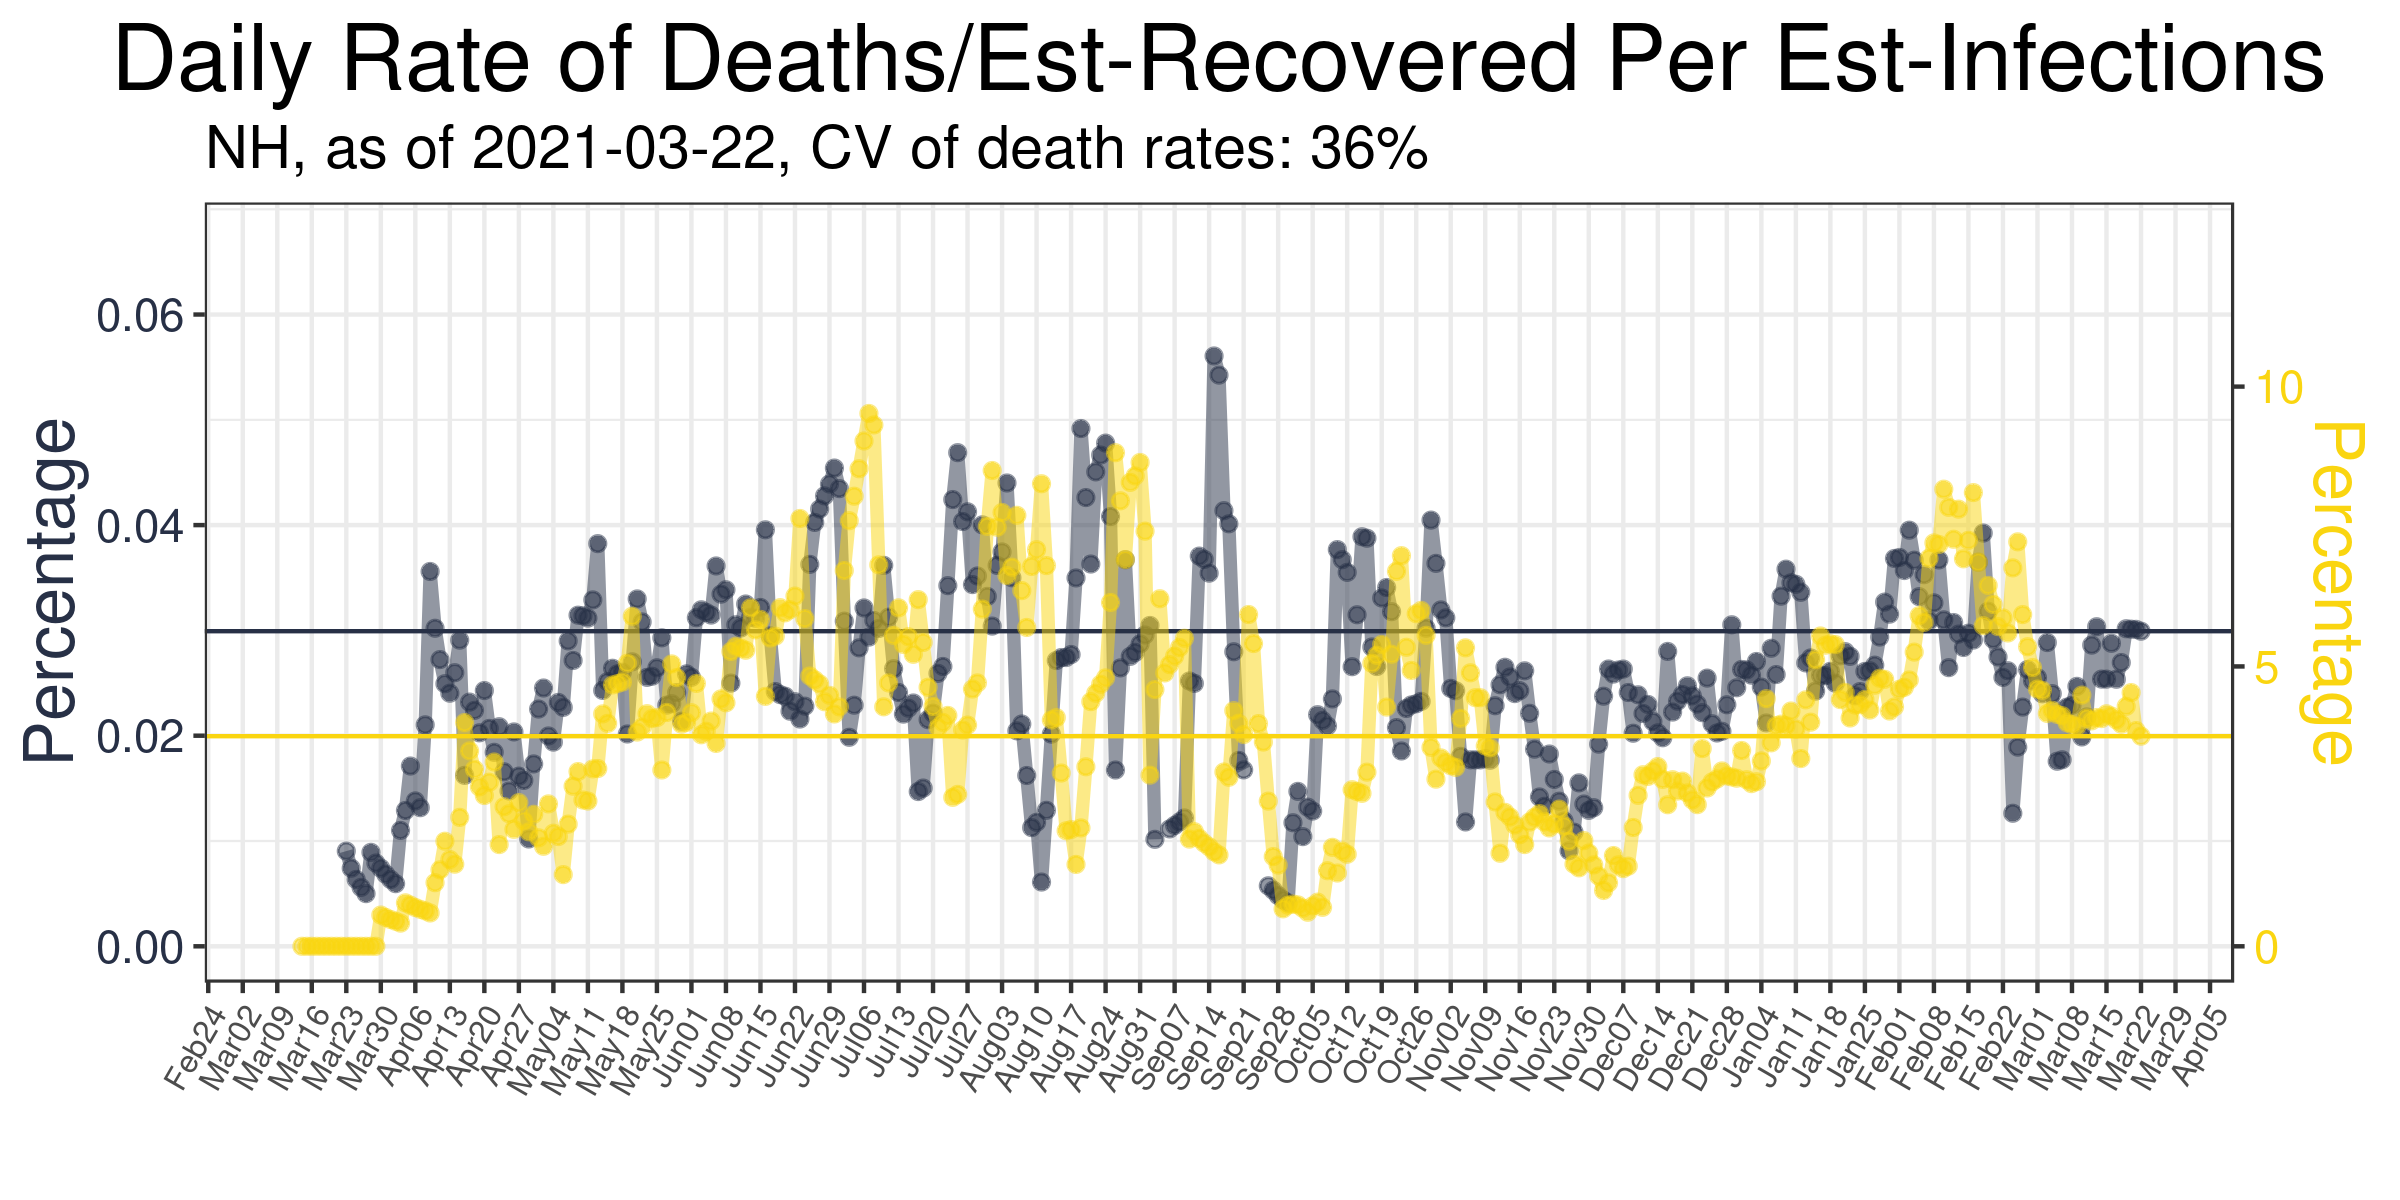 Daily Rate of Deaths/Est-Recovered Per Est-Infections
NH, as of 2021-03-22, CV of death rates: 36%
Percentage
0.06
0.04
0.02
0.00
10
5
0
Percentage
Feb24
Mar02
Mar09
Mar16
Mar23
Mar30
Apr06
Apr13
Apr20
Apr27
May04
May11
May18
May25
Jun01
Jun08
Jun15
Jun22
Jun29
Jul06
Jul13
Jul20
Jul27
Aug03
Aug10
Aug17
Aug24
Aug31
Sep07
Sep14
Sep21
Sep28
Oct05
Oct12
Oct19
Oct26
Nov02
Nov09
Nov16
Nov23
Nov30
Dec07
Dec14
Dec21
Dec28
Jan04
Jan11
Jan18
Jan25
Feb01
Feb08
Feb15
Feb22
Mar01
Mar08
Mar15
Mar22
Mar29
Apr05